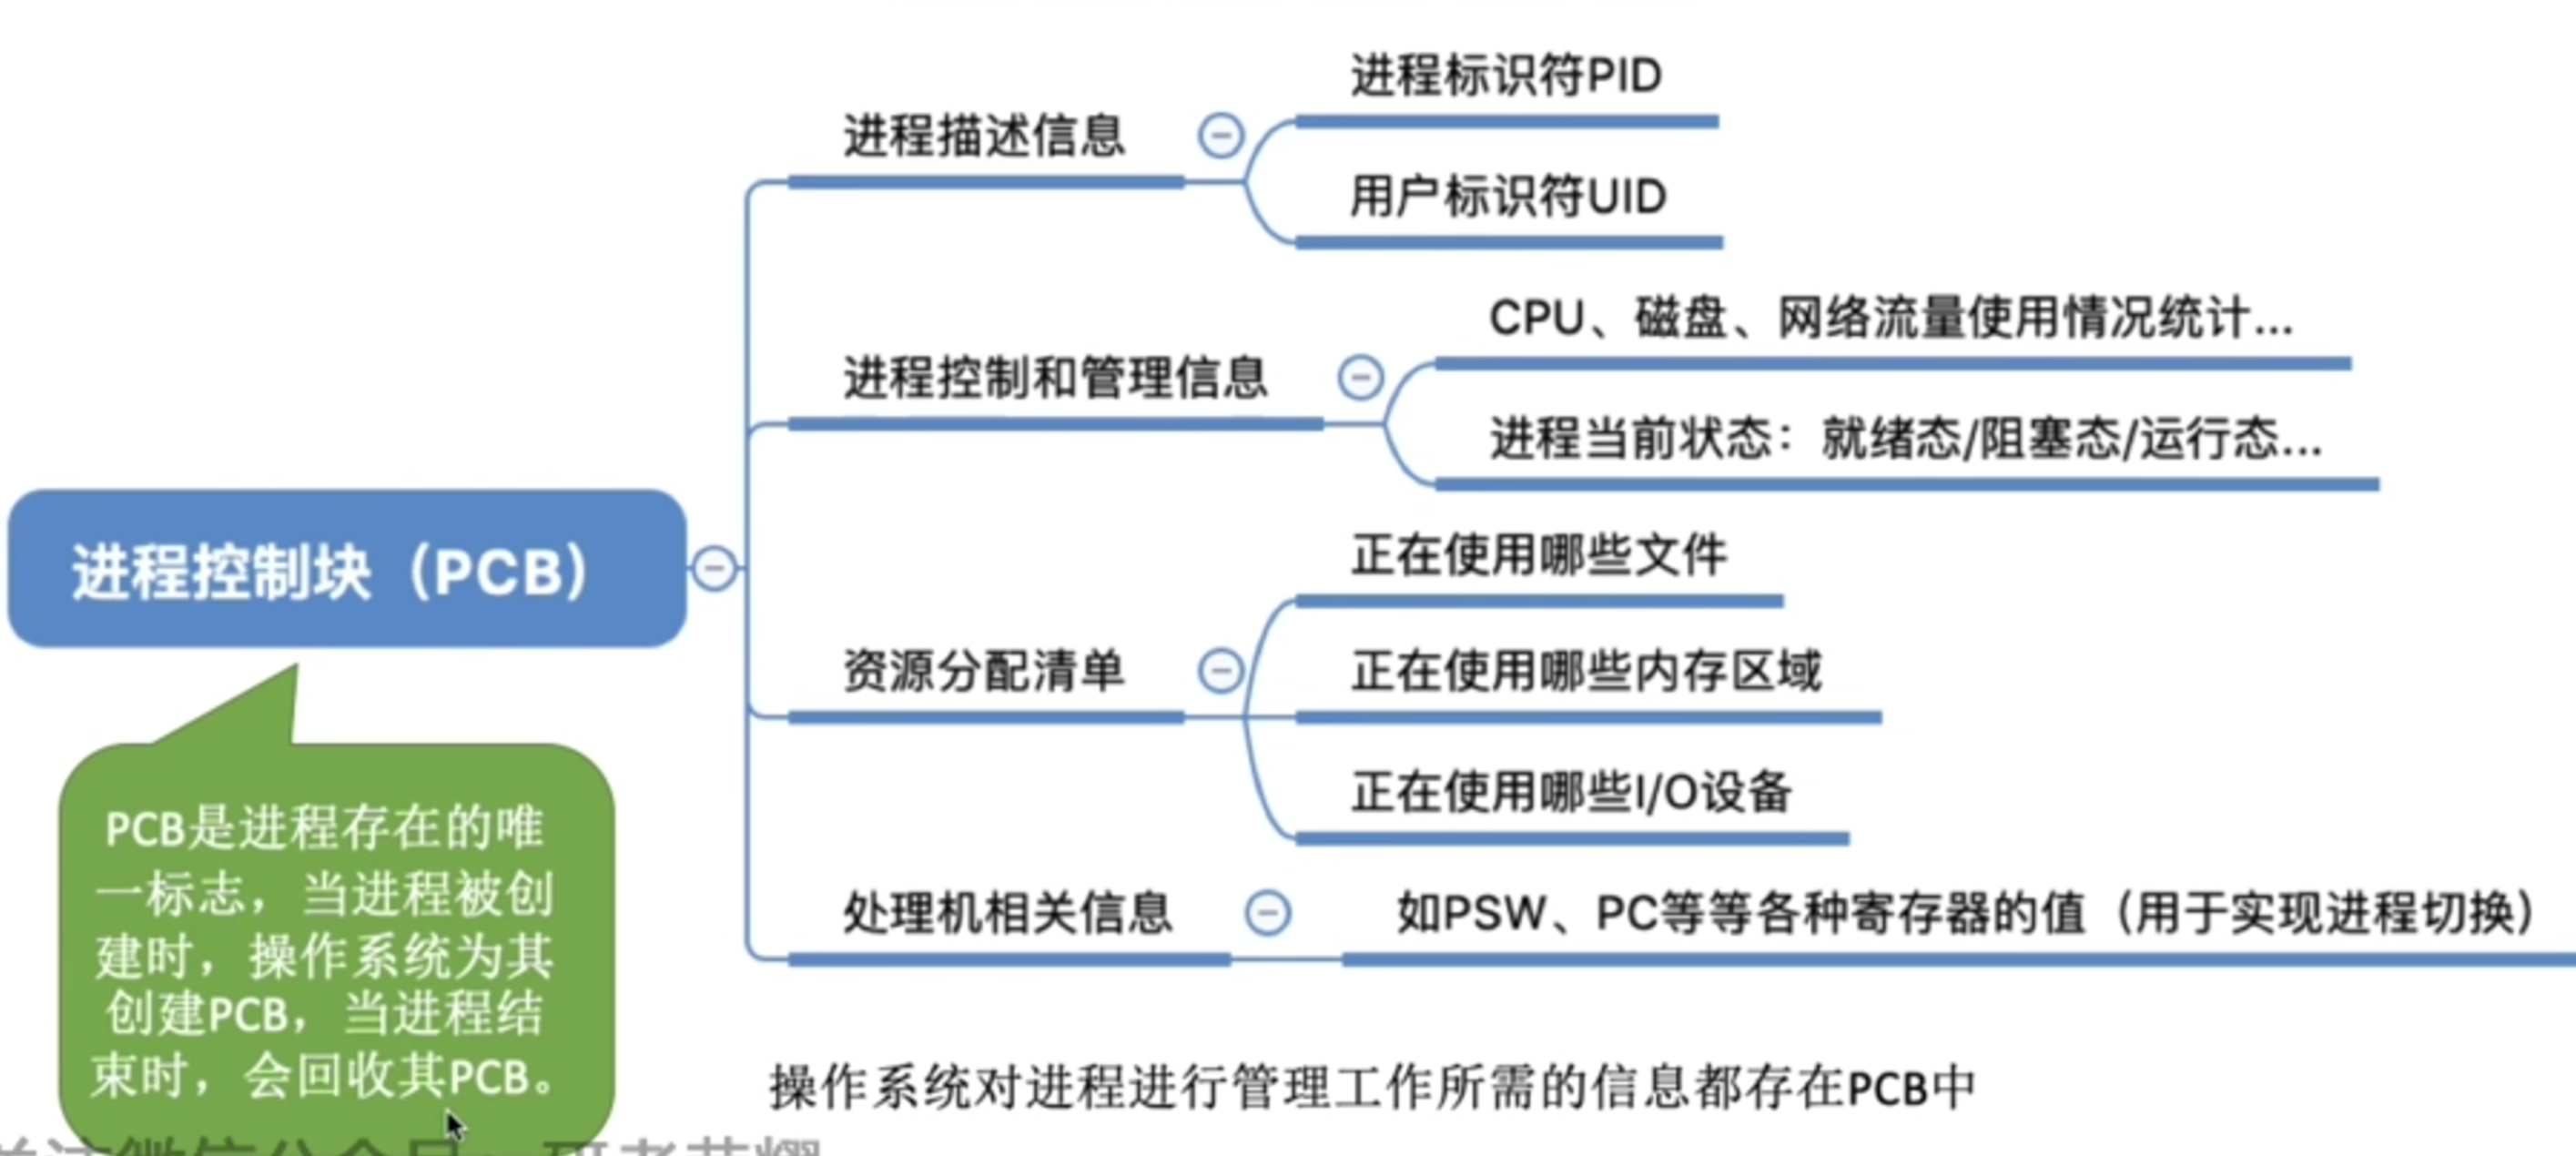 进程标识符PID
进程描述信息
用户标识符UID
CPU、磁盘、网络流量使用情况统计...
进程控制和管理信息
进程当前状态：就绪态/阻塞态/运行态...
进程控制块（PCB）
正在使用哪些文件
资源分配清单
正在使用哪些内存区域
正在使用哪些I/O设备
处理机相关信息
如PSW、PC等等各种寄存器的值（用于实现进程切换）
PCB是进程存在的唯
一标志，当进程被创
建时，操作系统为其
创建PCB，当进程结
束时，会回收其PCB。
操作系统对进程进行管理工作所需的信息都存在PCB中